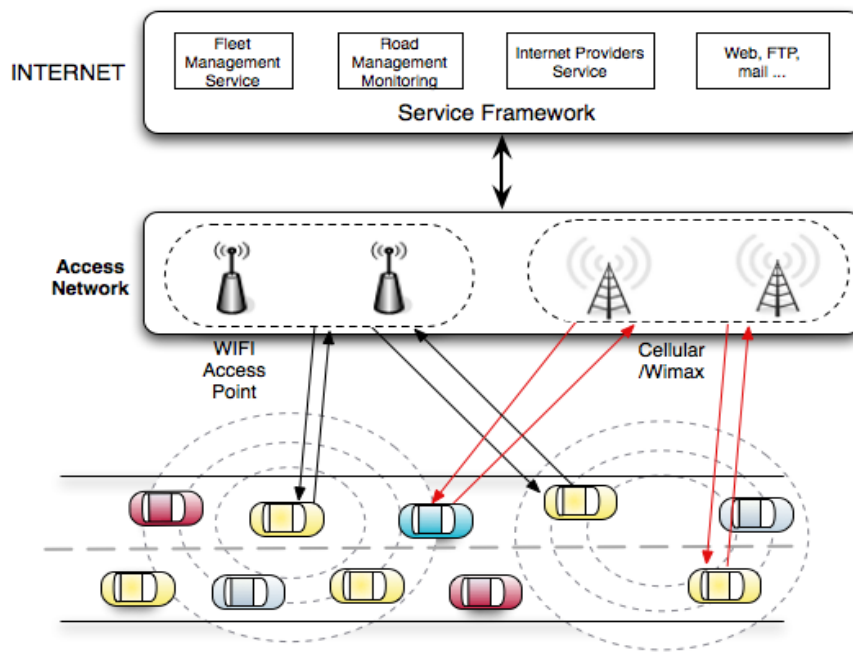 Fleet
Management
Service
Road
Management
Monitoring
Internet Providers
Service
Web, FTP,
mail ...
INTERNET
Service Framework
Access
Network
WIFI
Access
Point
Cellular
/Wimax